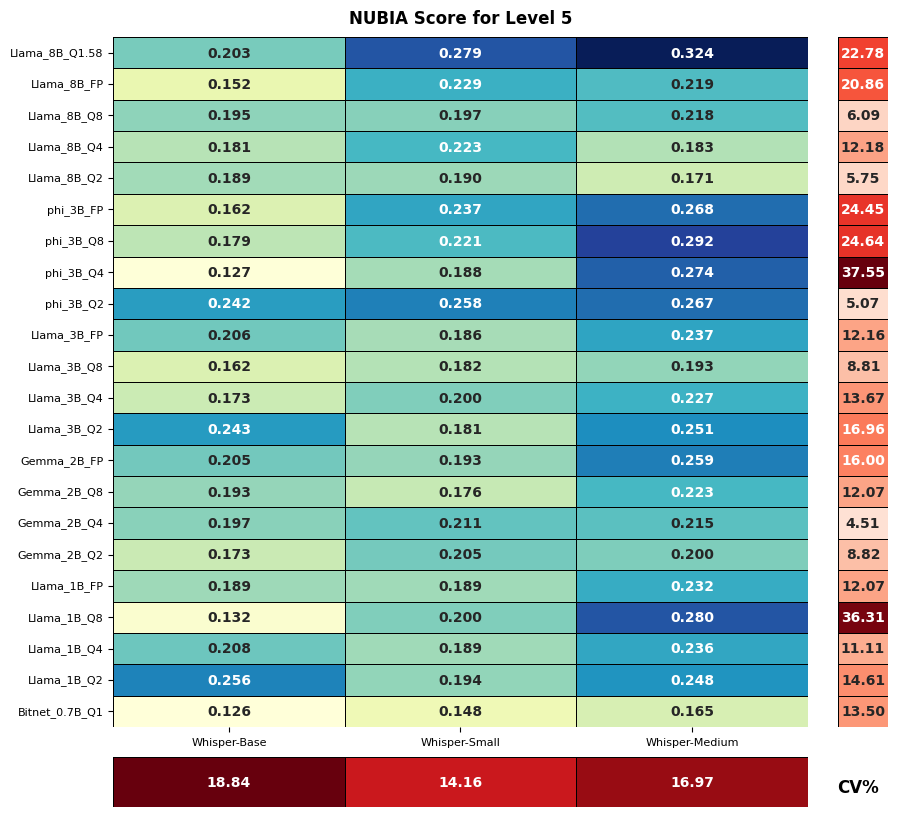 NUBIA Score for Level 5
Llama_8B_Q1.58 0.203 0.279 0.324 22.78
Llama_8B_FP 0.152 0.229 0.219 20.86
Llama_8B_Q8 0.195 0.197 0.218 6.09
Llama_8B_Q4 0.181 0.223 0.183 12.18
Llama_8B_Q2 0.189 0.190 0.171 5.75
phi_3B_FP 0.162 0.237 0.268 24.45
phi_3B_Q8 0.179 0.221 0.292 24.64
phi_3B_Q4 0.127 0.188 0.274 37.55
phi_3B_Q2 0.242 0.258 0.267 5.07
Llama_3B_FP 0.206 0.186 0.237 12.16
Llama_3B_Q8 0.162 0.182 0.193 8.81
Llama_3B_Q4 0.173 0.200 0.227 13.67
Llama_3B_Q2 0.243 0.181 0.251 16.96
Gemma_2B_FP 0.205 0.193 0.259 16.00
Gemma_2B_Q8 0.193 0.176 0.223 12.07
Gemma_2B_Q4 0.197 0.211 0.215 4.51
Gemma_2B_Q2 0.173 0.205 0.200 8.82
Llama_1B_FP 0.189 0.189 0.232 12.07
Llama_1B_Q8 0.132 0.200 0.280 36.31
Llama_1B_Q4 0.208 0.189 0.236 11.11
Llama_1B_Q2 0.256 0.194 0.248 14.61
Bitnet_0.7B_Q1 0.126 0.148 0.165 13.50
Whisper-Base Whisper-Small Whisper-Medium
18.84 14.16 16.97 CV%